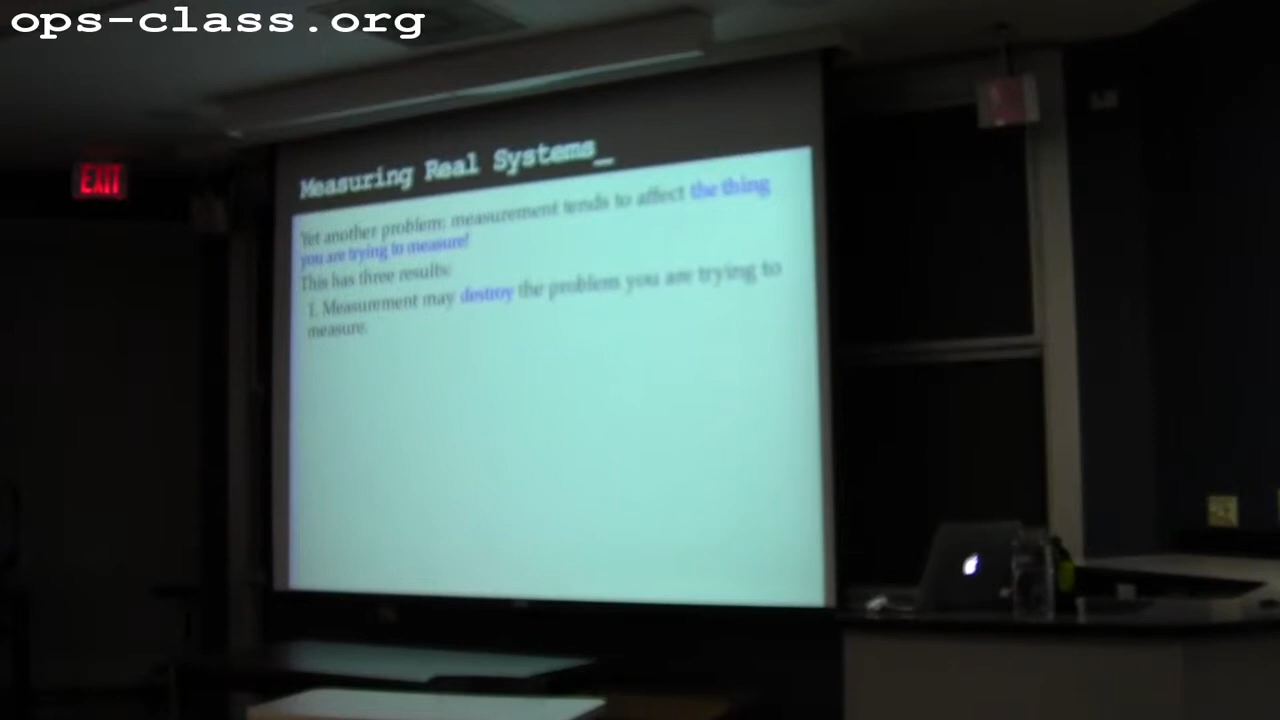 ops-class.org
EXIT
Measuring Real Systems_
Yet another problem: measurement tends to affect the thing
you are trying to measure!
This has three results:
1. Measurement may destroy the problem you are trying to
measure.